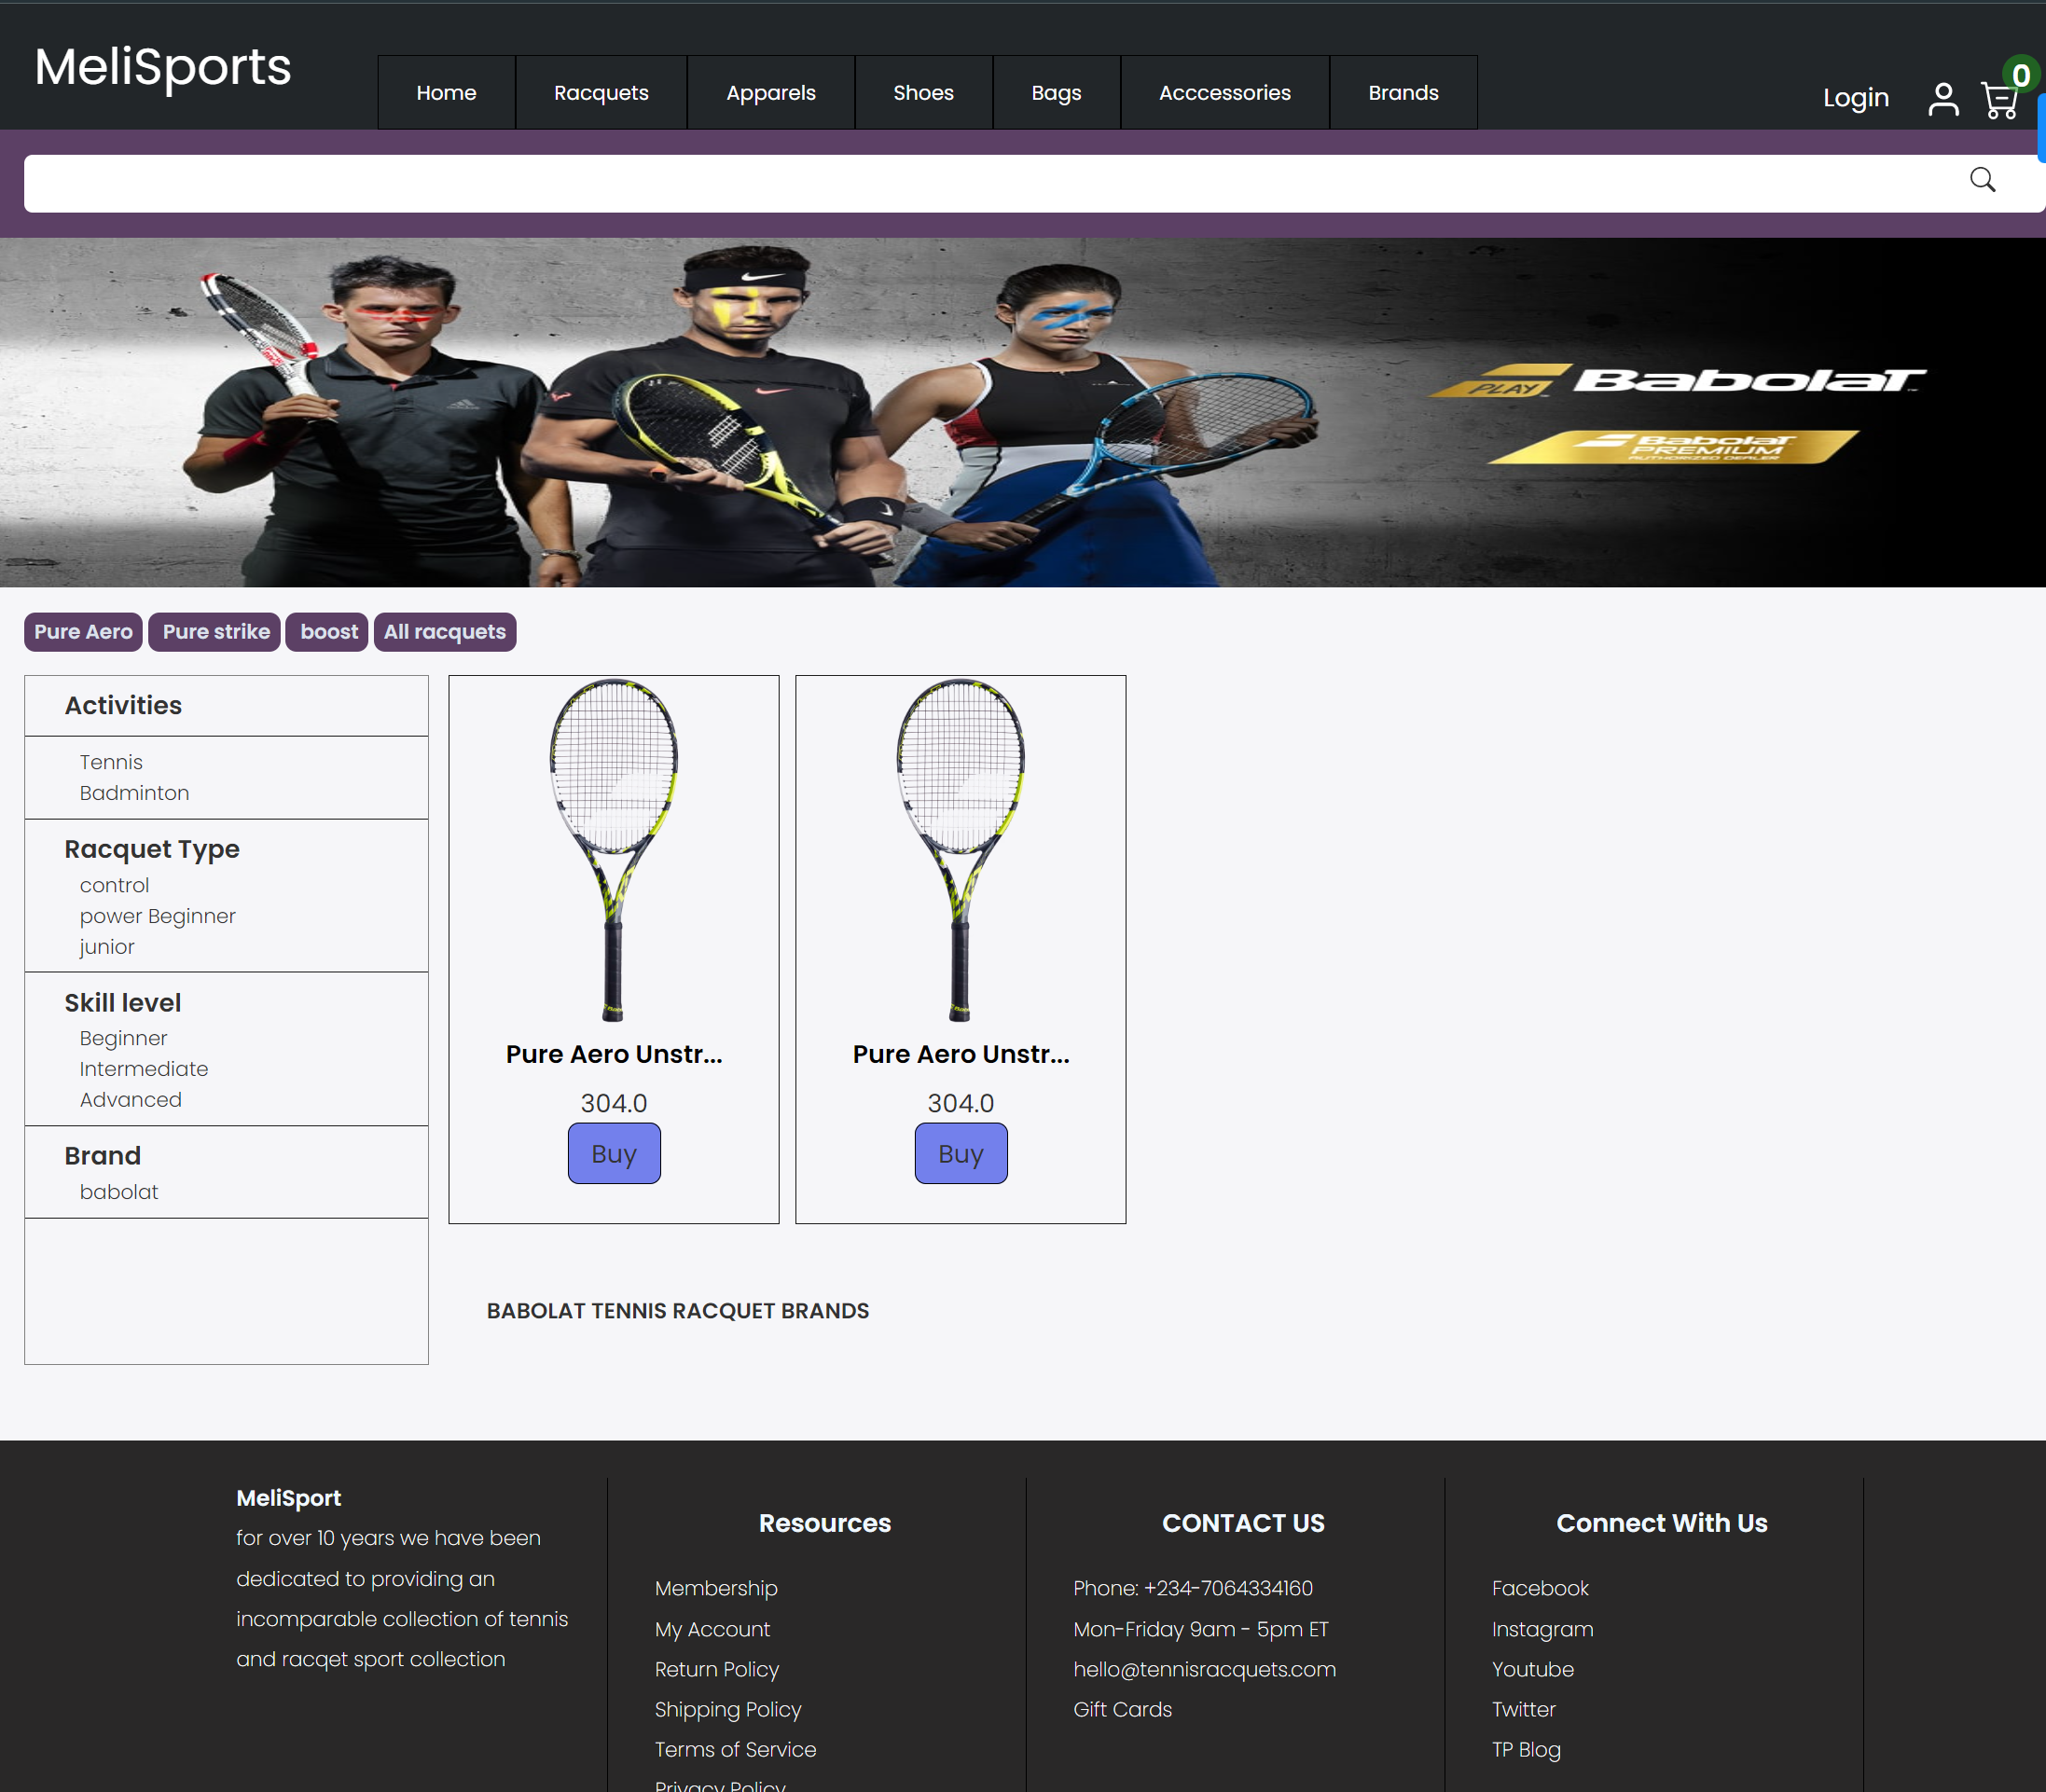 MeliSports
Home Racquets Apparels Shoes Bags Acccessories Brands
Login
0
PLAY BabolaT
BabolaT
PREMIUM
AUTHORIZED DEALER
Pure Aero Pure strike boost All racquets
Activities
Tennis
Badminton
Racquet Type
control
power Beginner
junior
Skill level
Beginner
Intermediate
Advanced
Brand
babolat
Pure Aero Unstr...
304.0
Buy
Pure Aero Unstr...
304.0
Buy
BABOLAT TENNIS RACQUET BRANDS
MeliSport
for over 10 years we have been
dedicated to providing an
incomparable collection of tennis
and racqet sport collection
Resources
Membership
My Account
Return Policy
Shipping Policy
Terms of Service
Privacy Policy
CONTACT US
Phone: +234-7064334160
Mon-Friday 9am - 5pm ET
hello@tennisracquets.com
Gift Cards
Connect With Us
Facebook
Instagram
Youtube
Twitter
TP Blog